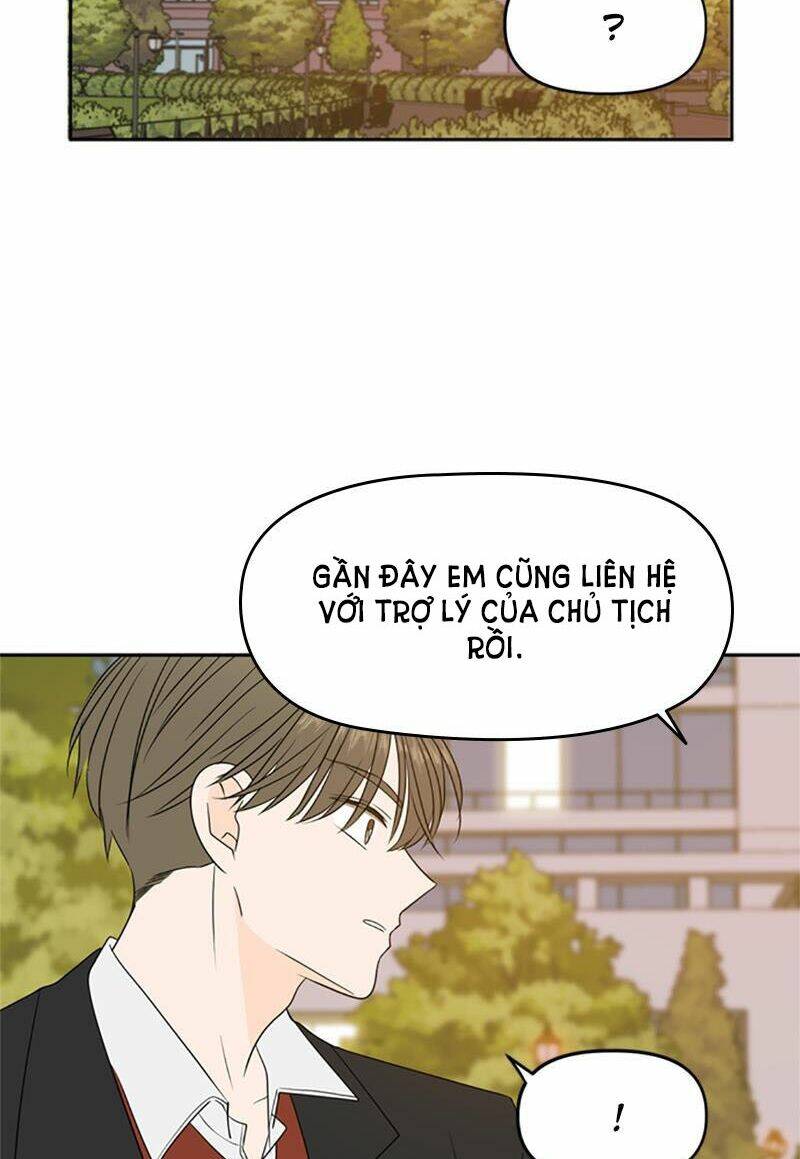 ?
GẦN ĐÂY EM CŨNG LIÊN HỆ
VỚI TRỢ LÝ CỦA CHỦ TỊCH
RỒI.
!